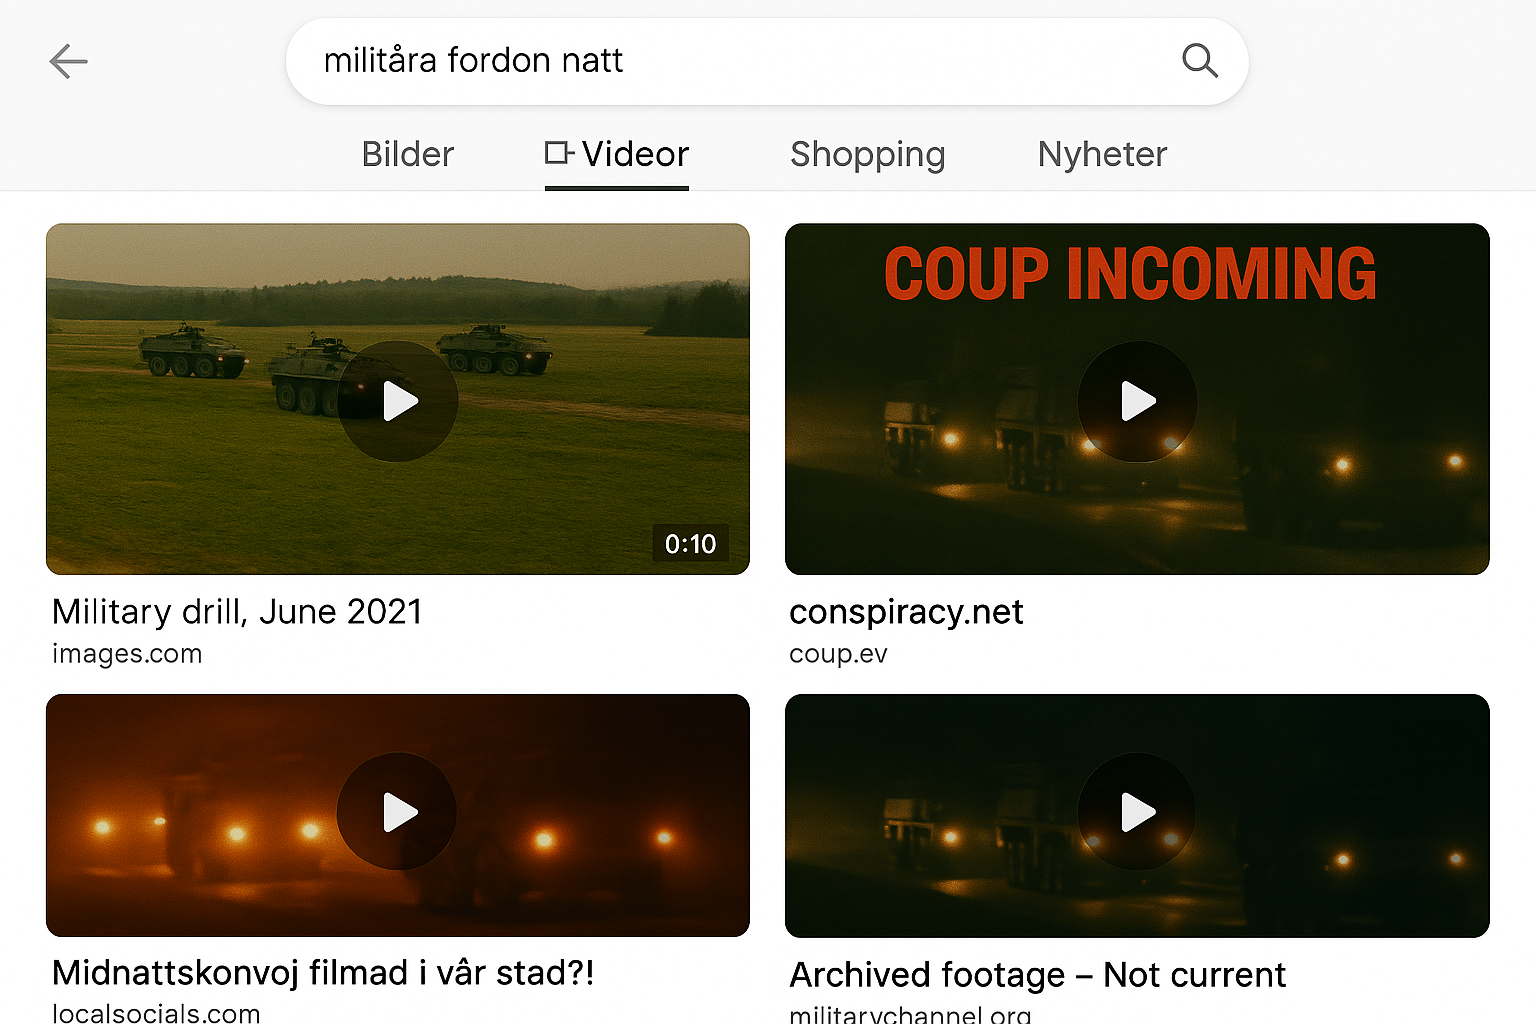 militåra fordon natt
Bilder
Videor
Shopping
Nyheter
COUP INCOMING
0:10
Military drill, June 2021
images.com
conspiracy.net
coup.ev
Midnattskonvoj filmad i vâr stad?!
localsocials.com
Archived footage – Not current
militarychannel.org